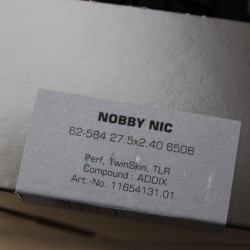 NOBBY NIC
62-584 27.5x2.40 650B
Perf, TwinSkin, TLR
Compound : ADDIX
Art.-No. 11654131.01